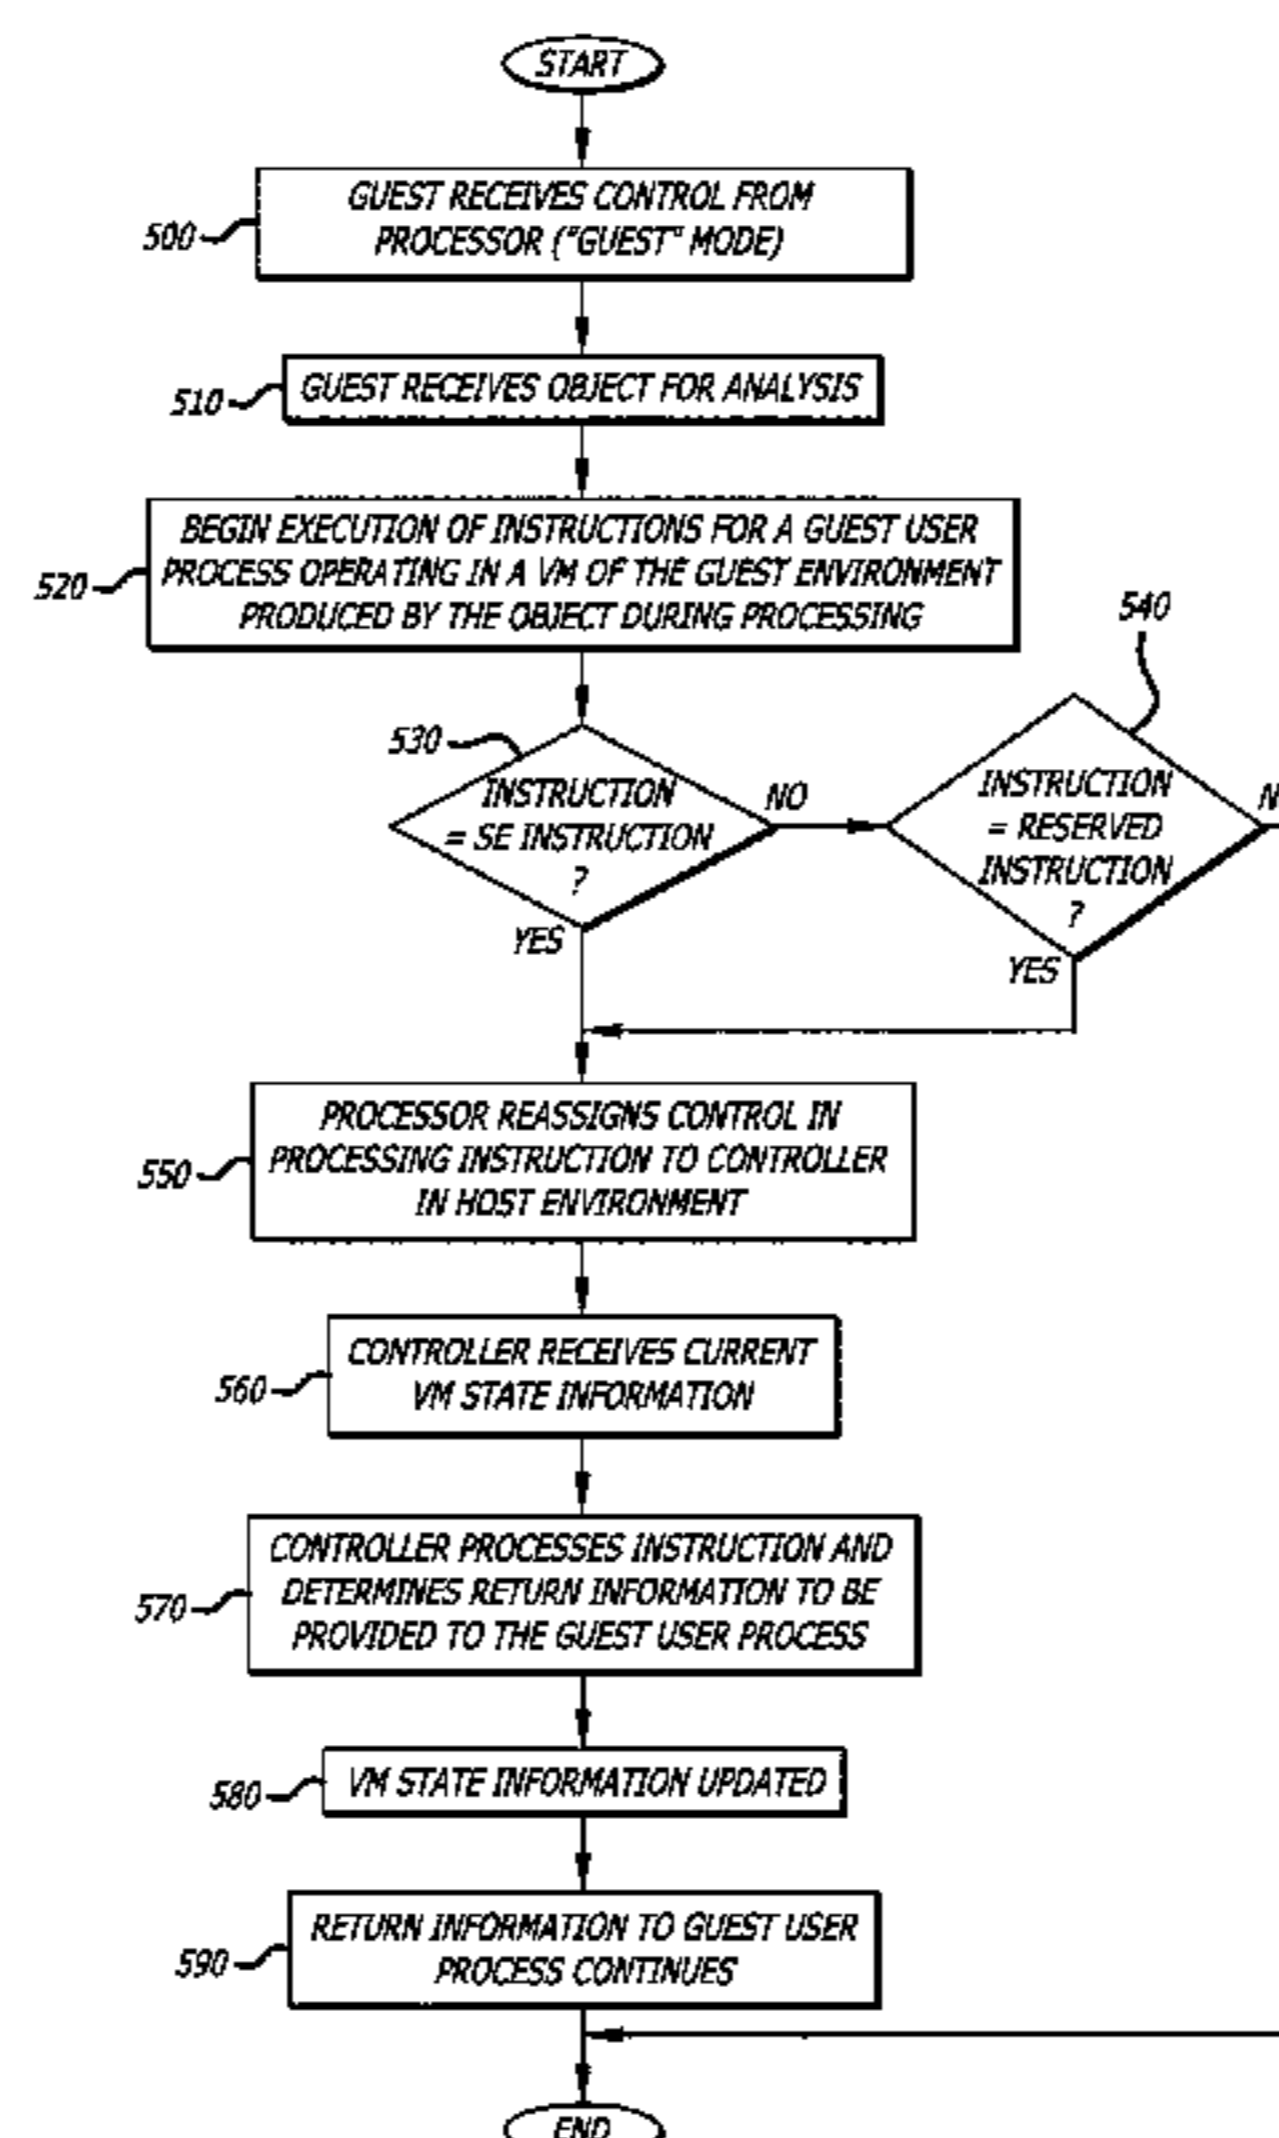 START
GUEST RECEIVES CONTROL FROM
PROCESSOR ("GUEST" MODE)
500
GUEST RECEIVES OBJECT FOR ANALYSIS
510
BEGIN EXECUTION OF INSTRUCTIONS FOR A GUEST USER
PROCESS OPERATING IN A VM OF THE GUEST ENVIRONMENT
PRODUCED BY THE OBJECT DURING PROCESSING
520
530
INSTRUCTION
= SE INSTRUCTION
?
NO
YES
540
INSTRUCTION
= RESERVED
INSTRUCTION
?
YES
PROCESSOR REASSIGNS CONTROL IN
PROCESSING INSTRUCTION TO CONTROLLER
IN HOST ENVIRONMENT
550
CONTROLLER RECEIVES CURRENT
VM STATE INFORMATION
560
CONTROLLER PROCESSES INSTRUCTION AND
DETERMINES RETURN INFORMATION TO BE
PROVIDED TO THE GUEST USER PROCESS
570
VM STATE INFORMATION UPDATED
580
RETURN INFORMATION TO GUEST USER
PROCESS CONTINUES
590
END